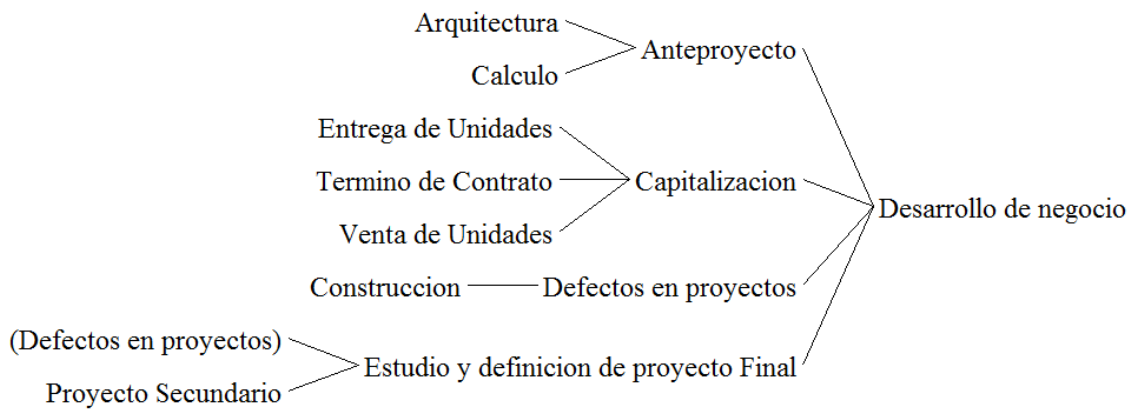 Arquitectura
Anteproyecto
Calculo
Entrega de Unidades
Termino de Contrato
Capitalizacion
Desarrollo de negocio
Venta de Unidades
Construccion
Defectos en proyectos
(Defectos en proyectos)
Estudio y definicion de proyecto Final
Proyecto Secundario